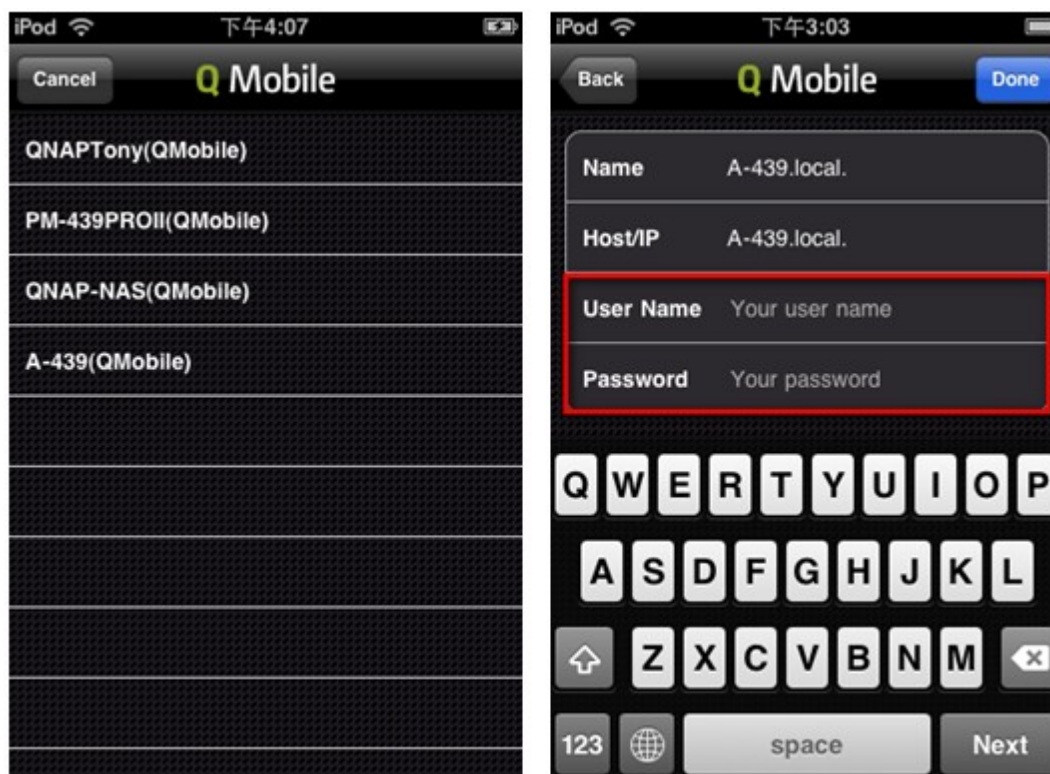 iPod 下午4:07
Cancel Q Mobile
QNAPTony(QMobile)
PM-439PROII(QMobile)
QNAP-NAS(QMobile)
A-439(QMobile)
iPod 下午3:03
Back Q Mobile Done
Name A-439.local.
Host/IP A-439.local.
User Name Your user name
Password Your password
Q W E R T Y U I O P
A S D F G H J K L
Z X C V B N M
123 space Next